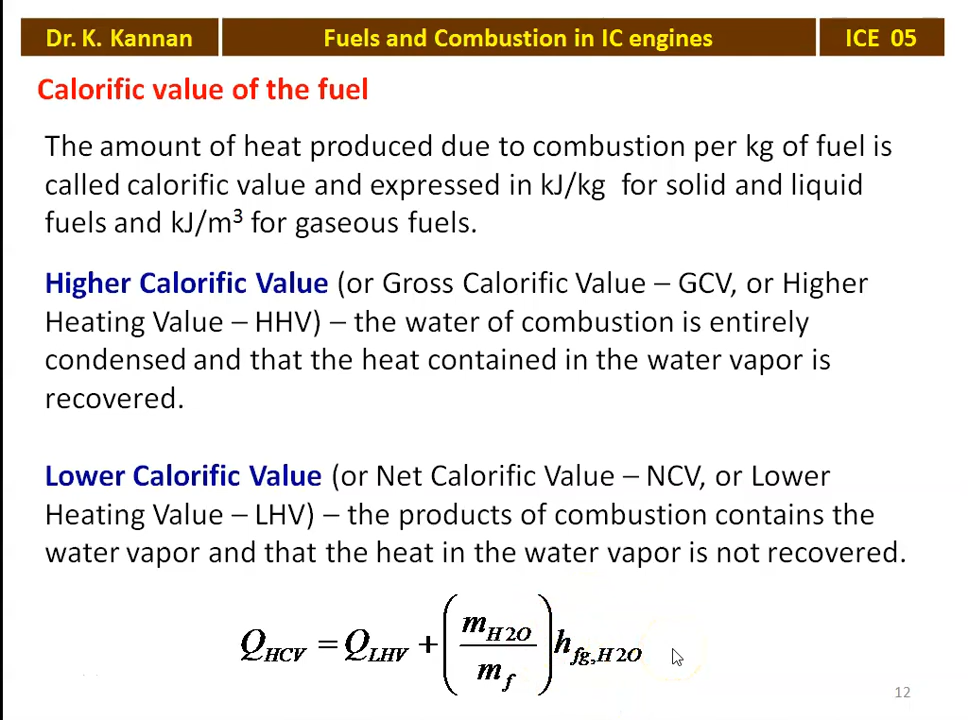 Dr. K. Kannan
Fuels and Combustion in IC engines
ICE 05
Calorific value of the fuel
The amount of heat produced due to combustion per kg of fuel is
called calorific value and expressed in kJ/kg for solid and liquid
fuels and kJ/m³ for gaseous fuels.
Higher Calorific Value (or Gross Calorific Value – GCV, or Higher
Heating Value – HHV) – the water of combustion is entirely
condensed and that the heat contained in the water vapor is
recovered.
Lower Calorific Value (or Net Calorific Value – NCV, or Lower
Heating Value – LHV) – the products of combustion contains the
water vapor and that the heat in the water vapor is not recovered.
Q_HCV = Q_LHV + (m_H2O / m_f) h_fg,H2O
12